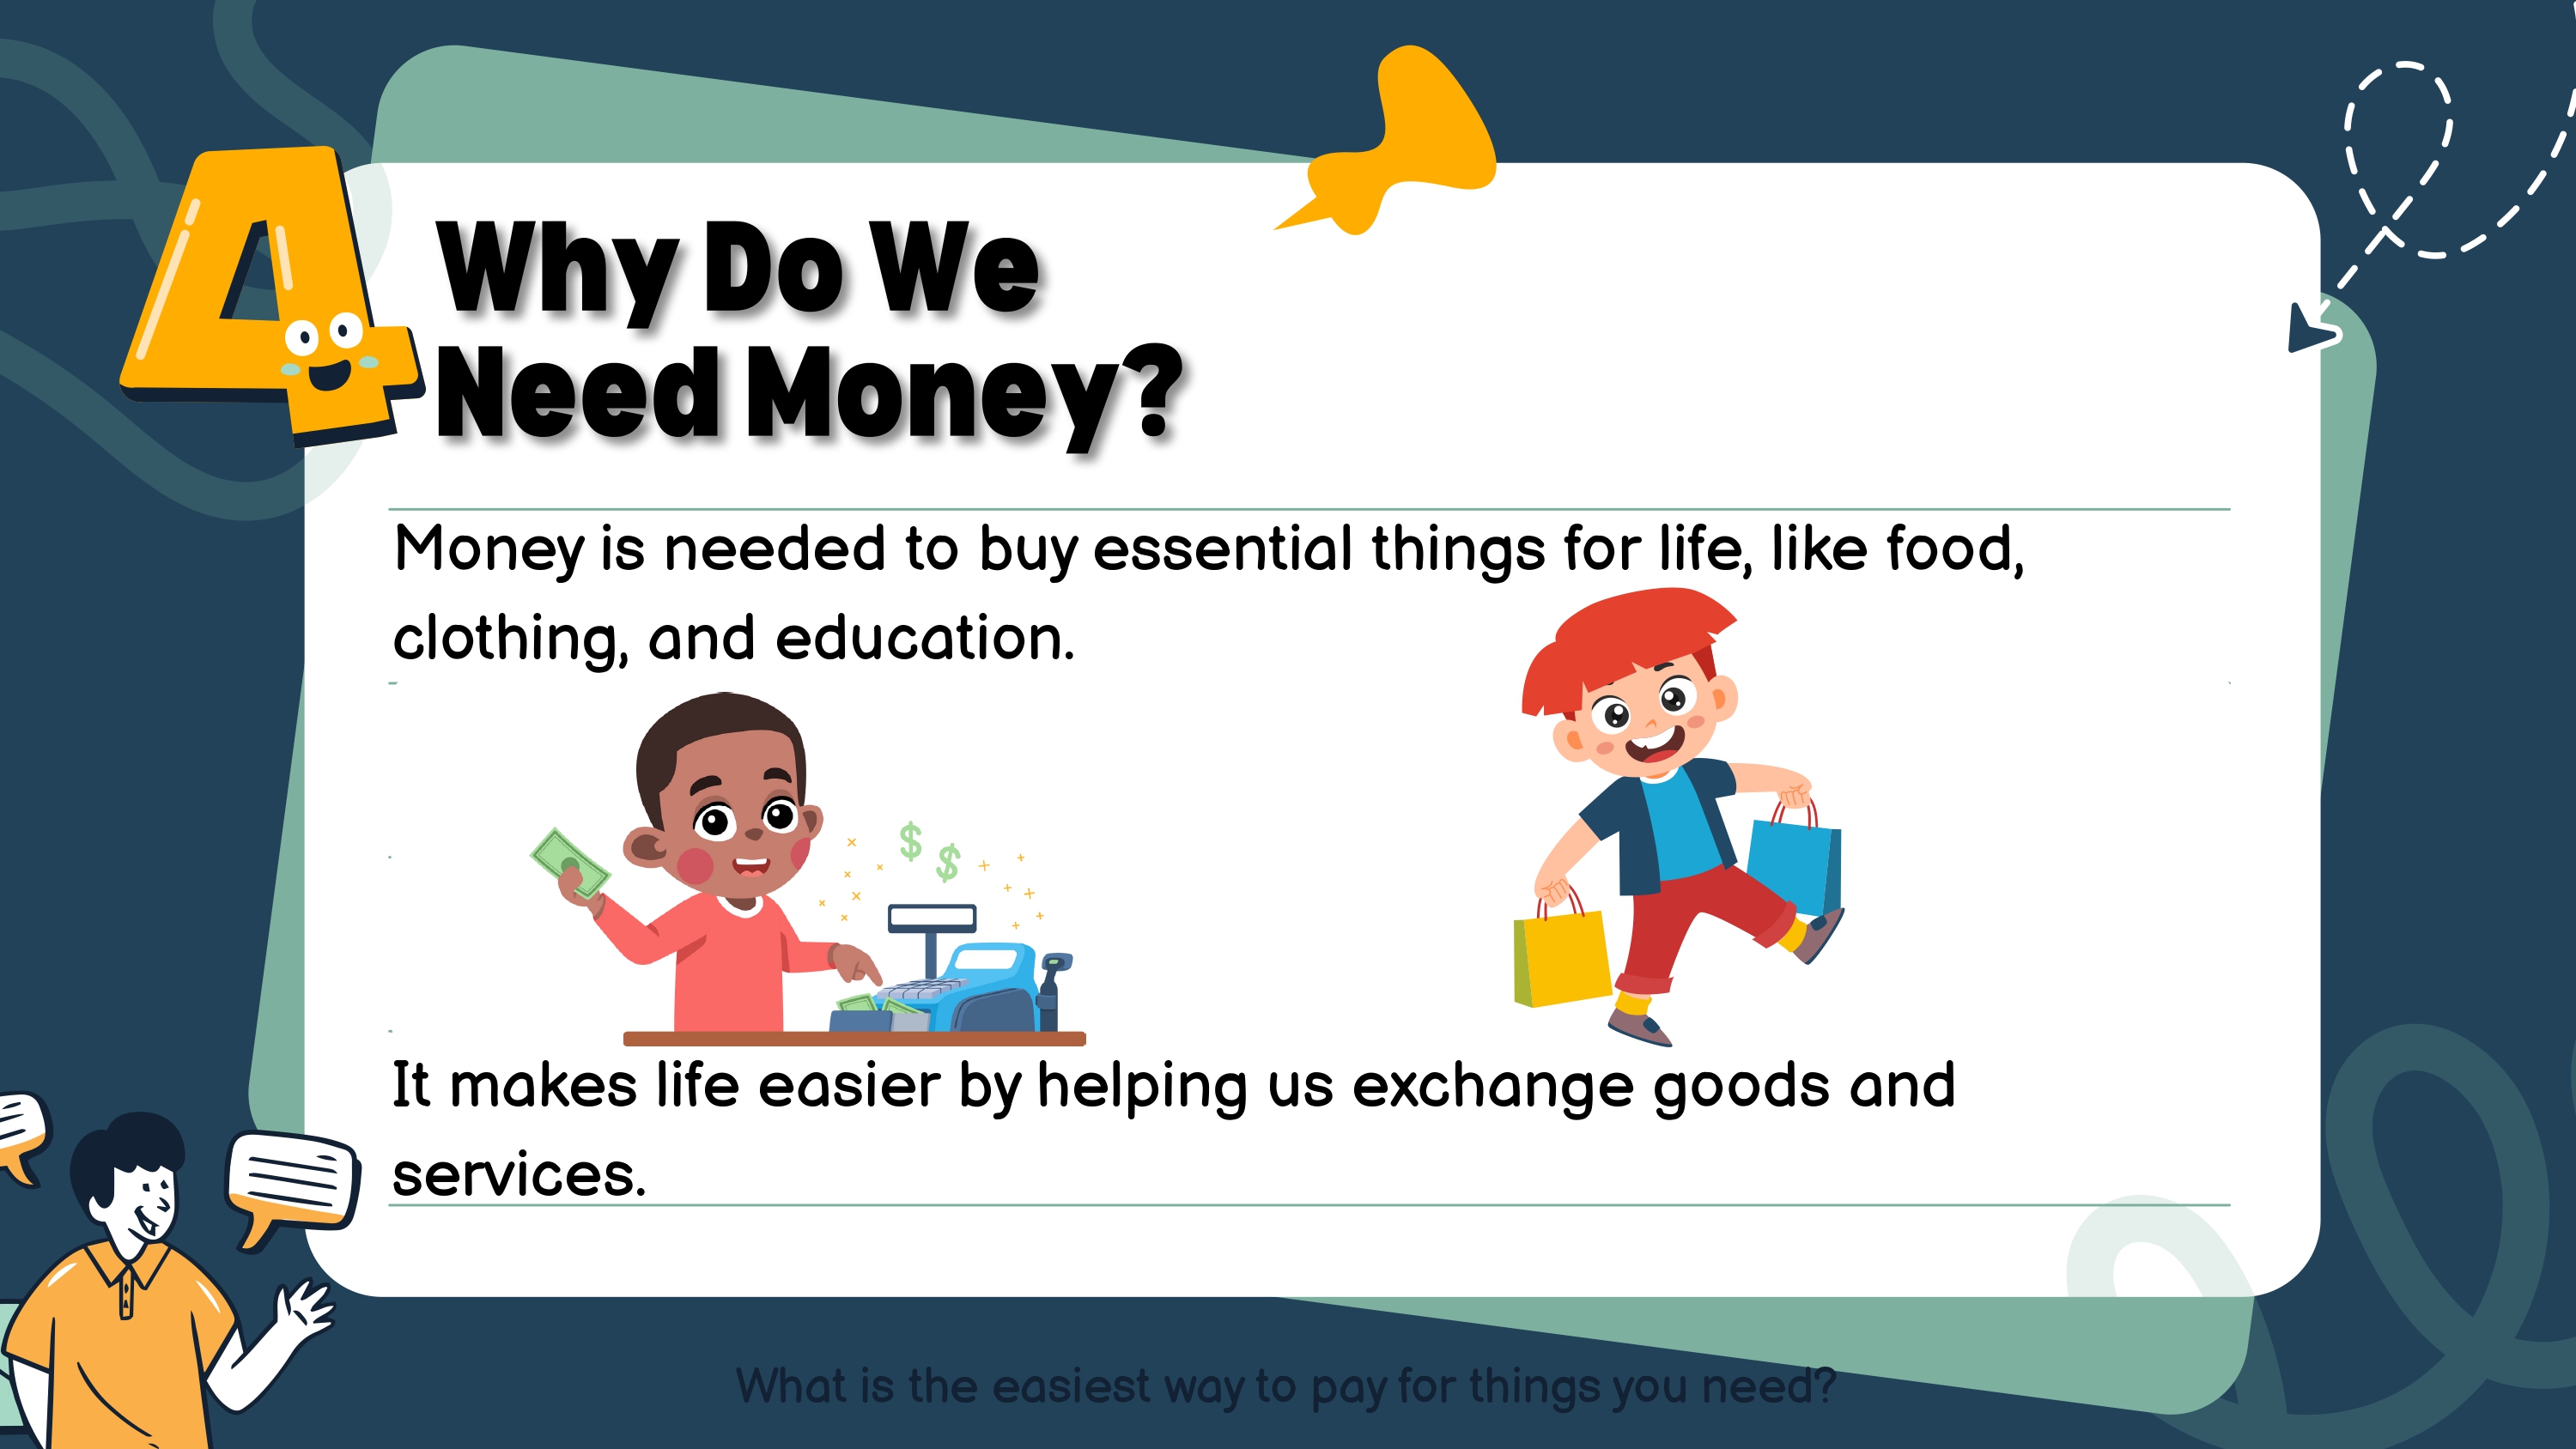 4
Why Do We
Need Money?
Money is needed to buy essential things for life, like food,
clothing, and education.
$ $
It makes life easier by helping us exchange goods and
services.
What is the easiest way to pay for things you need?